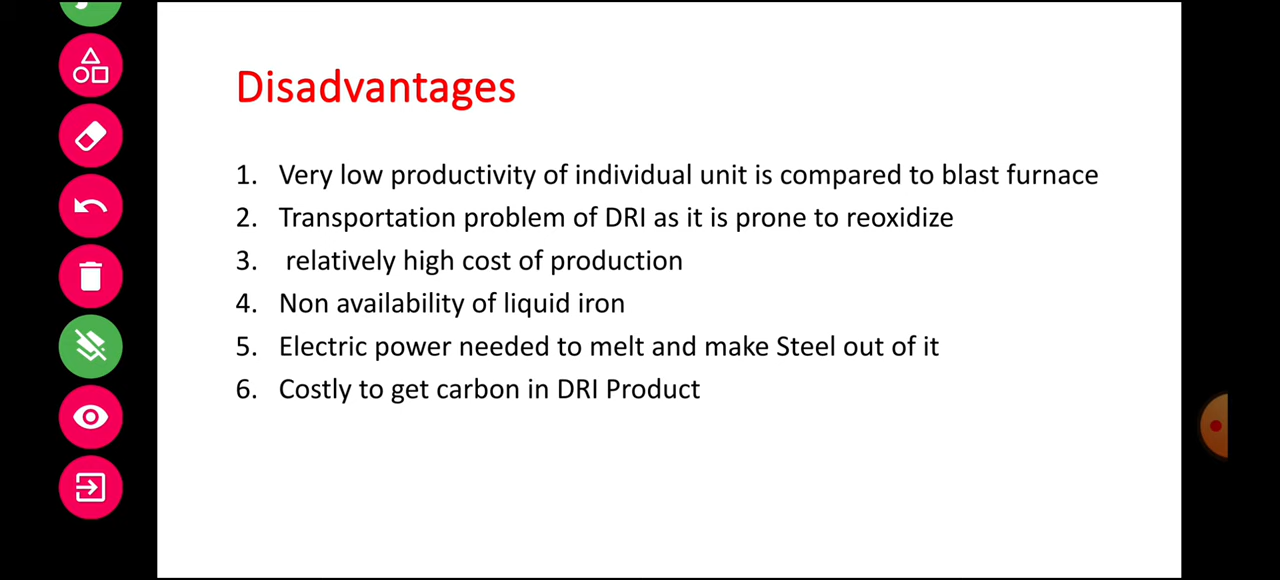 Disadvantages
1. Very low productivity of individual unit is compared to blast furnace
2. Transportation problem of DRI as it is prone to reoxidize
3. relatively high cost of production
4. Non availability of liquid iron
5. Electric power needed to melt and make Steel out of it
6. Costly to get carbon in DRI Product